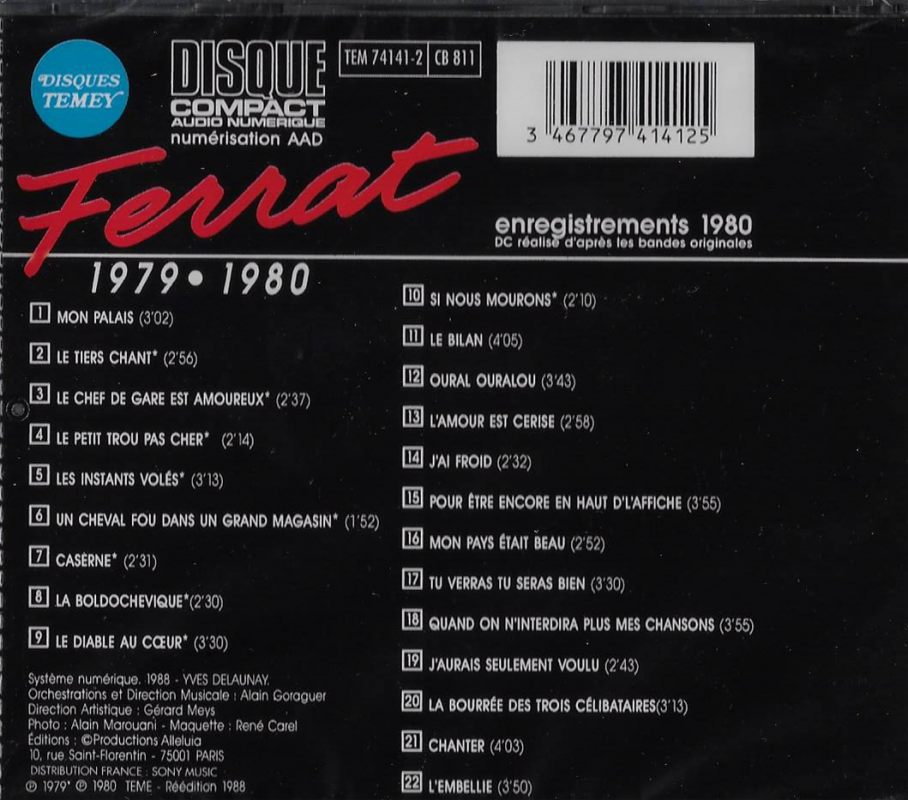 DISQUES
TEMEY
DISQUE
COMPACT
AUDIO NUMERIQUE
numérisation AAD
TEM 74141-2 CB 811
3 467797 414125
Ferrat
enregistrements 1980
DC réalisé d'après les bandes originales
1979 • 1980
1 MON PALAIS (3'02)
2 LE TIERS CHANT* (2'56)
3 LE CHEF DE GARE EST AMOUREUX* (2'37)
4 LE PETIT TROU PAS CHER* (2'14)
5 LES INSTANTS VOLÉS* (3'13)
6 UN CHEVAL FOU DANS UN GRAND MAGASIN* (1'52)
7 CASERNE* (2'31)
8 LA BOLDOCHEVIQUE*(2'30)
9 LE DIABLE AU CŒUR* (3'30)
10 SI NOUS MOURONS* (2'10)
11 LE BILAN (4'05)
12 OURAL OURALOU (3'43)
13 L'AMOUR EST CERISE (2'58)
14 J'AI FROID (2'32)
15 POUR ÊTRE ENCORE EN HAUT D'L'AFFICHE (3'55)
16 MON PAYS ÉTAIT BEAU (2'52)
17 TU VERRAS TU SERAS BIEN (3'30)
18 QUAND ON N'INTERDIRA PLUS MES CHANSONS (3'55)
19 J'AURAIS SEULEMENT VOULU (2'43)
20 LA BOURRÉE DES TROIS CÉLIBATAIRES(3'13)
21 CHANTER (4'03)
22 L'EMBELLIE (3'50)
Système numérique. 1988 - YVES DELAUNAY.
Orchestrations et Direction Musicale : Alain Goraguer
Direction Artistique : Gérard Meys
Photo : Alain Marouani - Maquette : René Carel
Éditions : ©Productions Alleluia
10, rue Saint-Florentin - 75001 PARIS
DISTRIBUTION FRANCE : SONY MUSIC
℗ 1979* ℗ 1980 TEME - Réédition 1988